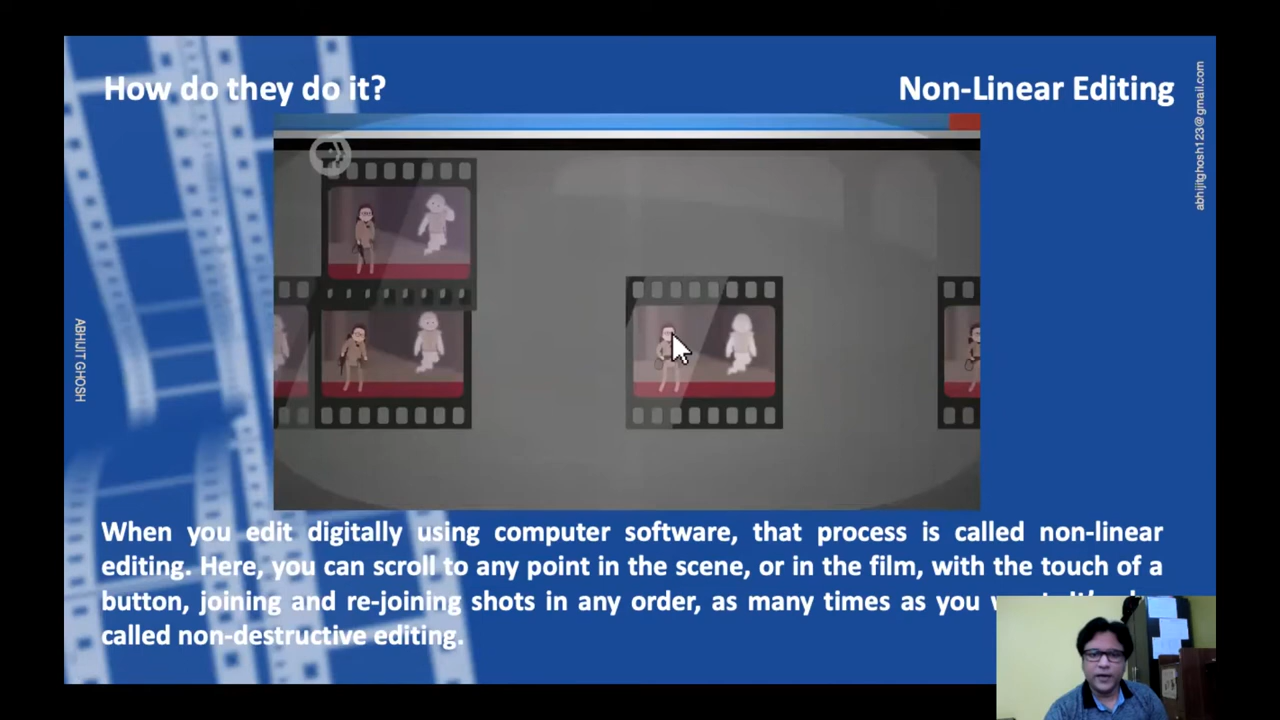 How do they do it?
Non-Linear Editing
abhijitghosh123@gmail.com
ABHIJIT GHOSH
When you edit digitally using computer software, that process is called non-linear
editing. Here, you can scroll to any point in the scene, or in the film, with the touch of a
button, joining and re-joining shots in any order, as many times as you
called non-destructive editing.